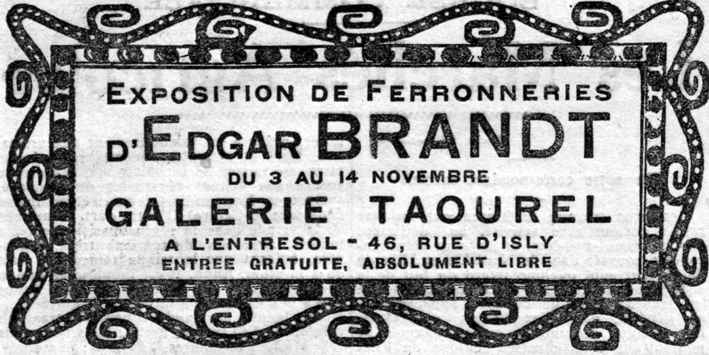 EXPOSITION DE FERRONNERIES
D'EDGAR BRANDT
DU 3 AU 14 NOVEMBRE
GALERIE TAOUREL
A L'ENTRESOL - 46, RUE D'ISLY
ENTREE GRATUITE, ABSOLUMENT LIBRE